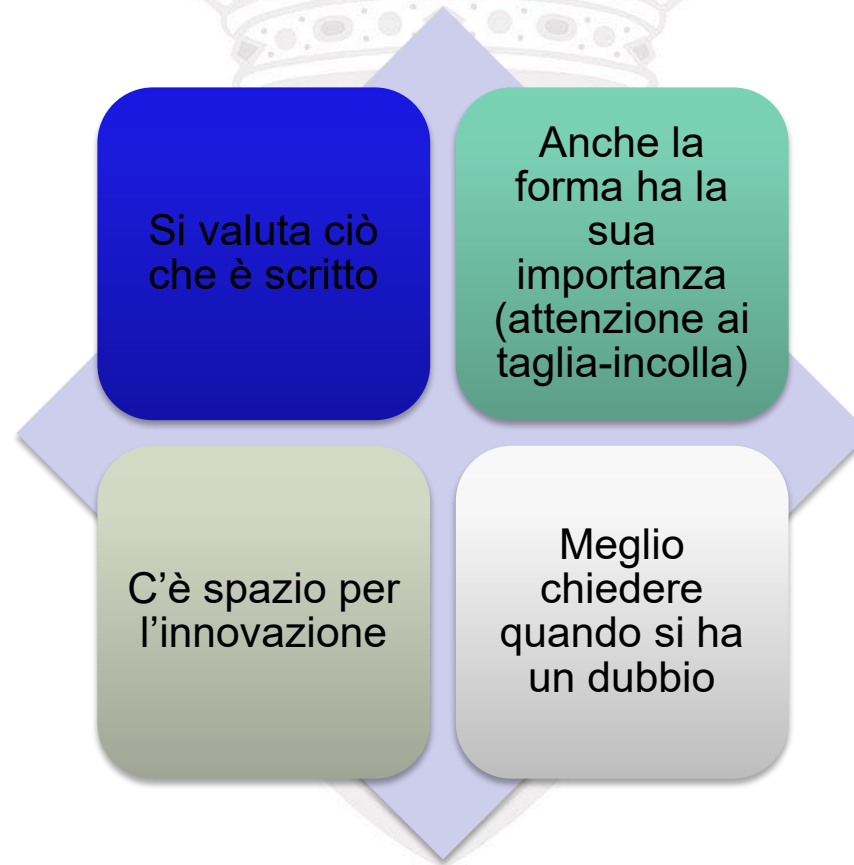 Si valuta ciò
che è scritto
Anche la
forma ha la
sua
importanza
(attenzione ai
taglia-incolla)
C’è spazio per
l’innovazione
Meglio
chiedere
quando si ha
un dubbio